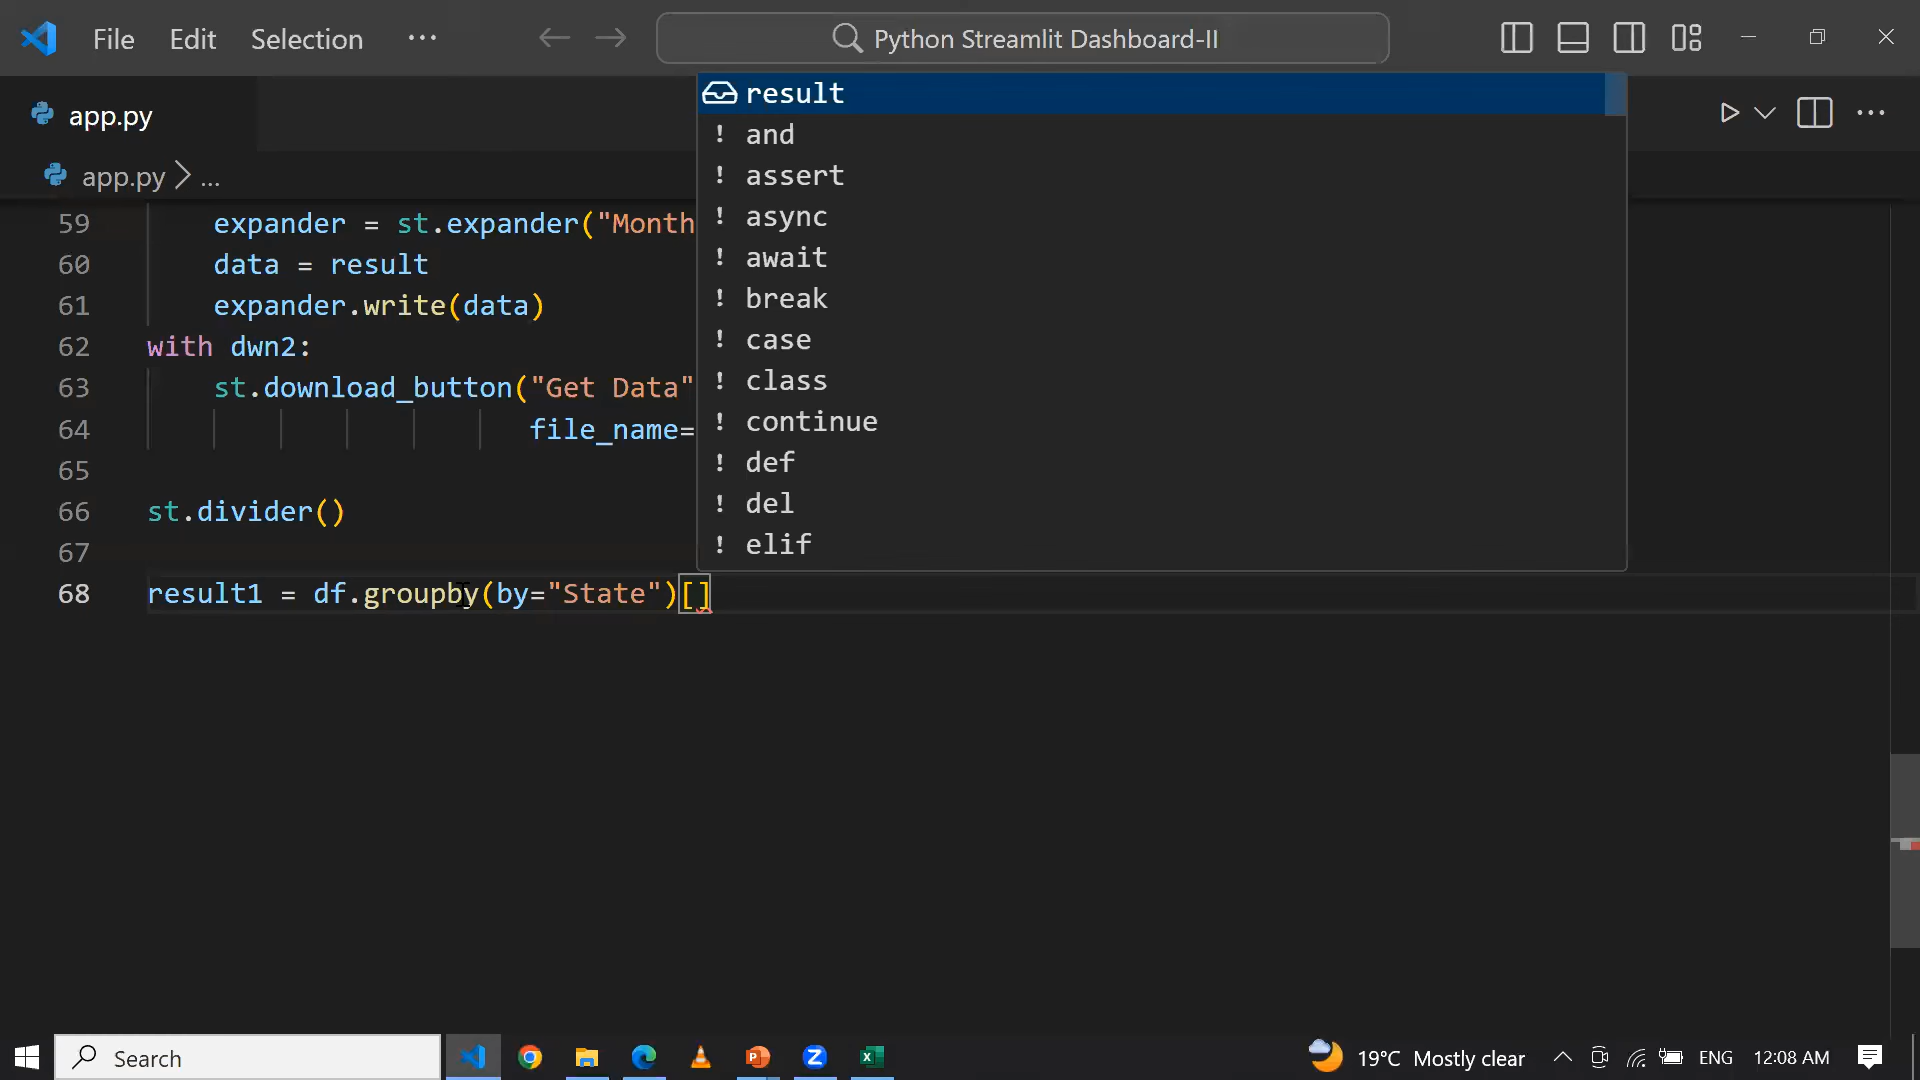 File Edit Selection ... Python Streamlit Dashboard-II
app.py
app.py > ...
result
and
assert
async
await
break
case
class
continue
def
del
elif
59 expander = st.expander("Month
60 data = result
61 expander.write(data)
62 with dwn2:
63 st.download_button("Get Data"
64 file_name=
65
66 st.divider()
67
68 result1 = df.groupby(by="State")[]
Search 19°C Mostly clear ENG 12:08 AM